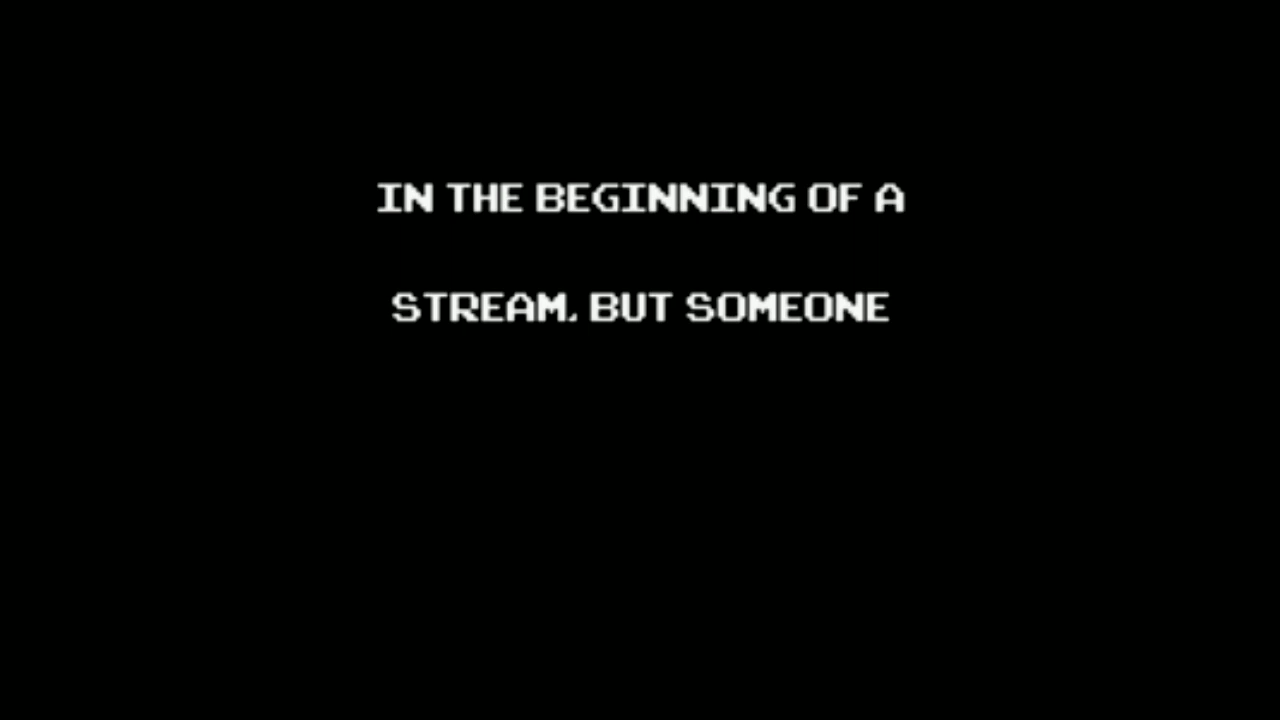 IN THE BEGINNING OF A
STREAM, BUT SOMEONE